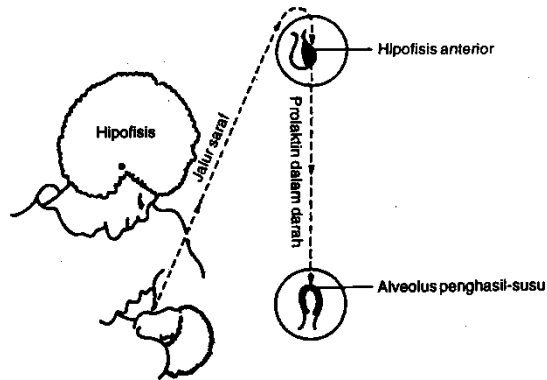 Hipofisis anterior
Hipofisis
Jalur saraf
Prolaktin dalam darah
Alveolus penghasil-susu